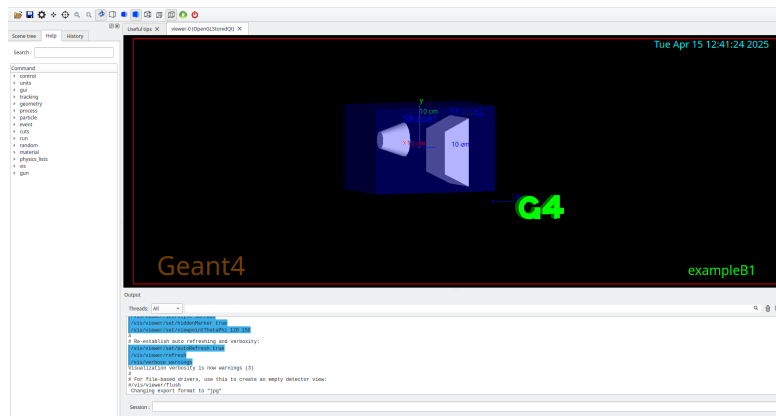 Scene tree
Help
History
Useful tips
viewer-0 (OpenGLStoredQt)
Search :
Command
control
units
gui
tracking
geometry
process
particle
event
cuts
run
random
material
physics_lists
vis
gun
Tue Apr 15 12:41:24 2025
y
10 cm
10 cm
G4
Geant4
exampleB1
Output
Threads:
All
/vis/viewer/set/hiddenMarker true
/vis/viewer/set/viewpointThetaPhi 120 150
#
# Re-establish auto refreshing and verbosity:
/vis/viewer/set/autoRefresh true
/vis/viewer/refresh
/vis/verbose warnings
Visualization verbosity is now warnings (3)
#
# For file-based drivers, use this to create an empty detector view:
#/vis/viewer/flush
Changing export format to "jpg"
Session :